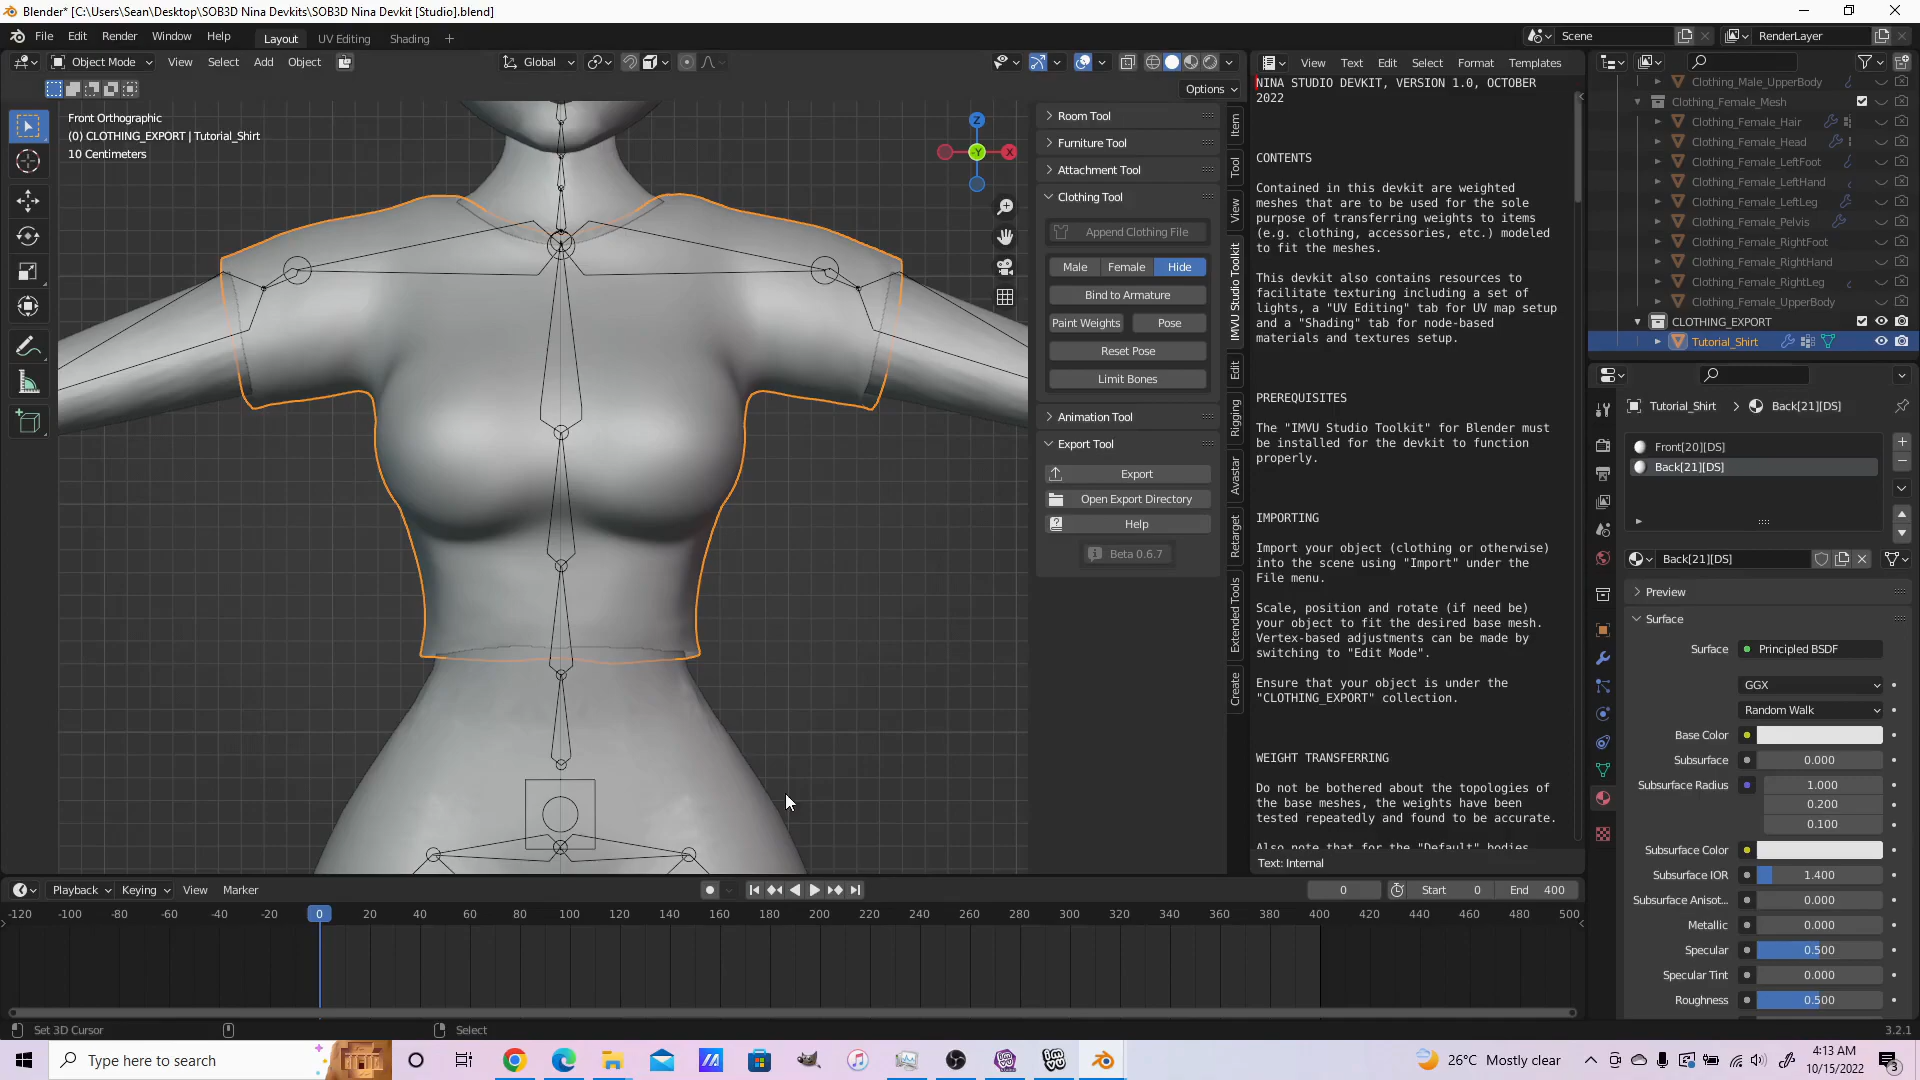 Blender* [C:\Users\Sean\Desktop\SOB3D Nina Devkits\SOB3D Nina Devkit [Studio].blend]
File Edit Render Window Help Layout UV Editing Shading + Scene RenderLayer
Object Mode View Select Add Object Global View Text Edit Select Format Templates
Options
Front Orthographic
(0) CLOTHING_EXPORT | Tutorial_Shirt
10 Centimeters
Z
X
-Y
Room Tool
Furniture Tool
Attachment Tool
Clothing Tool
Append Clothing File
Male Female Hide
Bind to Armature
Paint Weights Pose
Reset Pose
Limit Bones
Animation Tool
Export Tool
Export
Open Export Directory
Help
Beta 0.6.7
Item
Tool
View
IMVU Studio Toolkit
Edit
Rigging
Avastar
Retarget
Extended Tools
Create
NINA STUDIO DEVKIT, VERSION 1.0, OCTOBER
2022
CONTENTS
Contained in this devkit are weighted
meshes that are to be used for the sole
purpose of transferring weights to items
(e.g. clothing, accessories, etc.) modeled
to fit the meshes.
This devkit also contains resources to
facilitate texturing including a set of
lights, a "UV Editing" tab for UV map setup
and a "Shading" tab for node-based
materials and textures setup.
PREREQUISITES
The "IMVU Studio Toolkit" for Blender must
be installed for the devkit to function
properly.
IMPORTING
Import your object (clothing or otherwise)
into the scene using "Import" under the
File menu.
Scale, position and rotate (if need be)
your object to fit the desired base mesh.
Vertex-based adjustments can be made by
switching to "Edit Mode".
Ensure that your object is under the
"CLOTHING_EXPORT" collection.
WEIGHT TRANSFERRING
Do not be bothered about the topologies of
the base meshes, the weights have been
tested repeatedly and found to be accurate.
Also note that for the "Default" bodies
Text: Internal
Clothing_Male_UpperBody
Clothing_Female_Mesh
Clothing_Female_Hair
Clothing_Female_Head
Clothing_Female_LeftFoot
Clothing_Female_LeftHand
Clothing_Female_LeftLeg
Clothing_Female_Pelvis
Clothing_Female_RightFoot
Clothing_Female_RightHand
Clothing_Female_RightLeg
Clothing_Female_UpperBody
CLOTHING_EXPORT
Tutorial_Shirt
Tutorial_Shirt > Back[21][DS]
Front[20][DS]
Back[21][DS]
Back[21][DS]
Preview
Surface
Surface Principled BSDF
GGX
Random Walk
Base Color
Subsurface 0.000
Subsurface Radius 1.000
0.200
0.100
Subsurface Color
Subsurface IOR 1.400
Subsurface Anisot... 0.000
Metallic 0.000
Specular 0.500
Specular Tint 0.000
Roughness 0.500
Playback Keying View Marker 0 Start 0 End 400
-120 -100 -80 -60 -40 -20 0 20 40 60 80 100 120 140 160 180 200 220 240 260 280 300 320 340 360 380 400 420 440 460 480 500
Set 3D Cursor Select 3.2.1
Type here to search 26°C Mostly clear 4:13 AM
10/15/2022
3